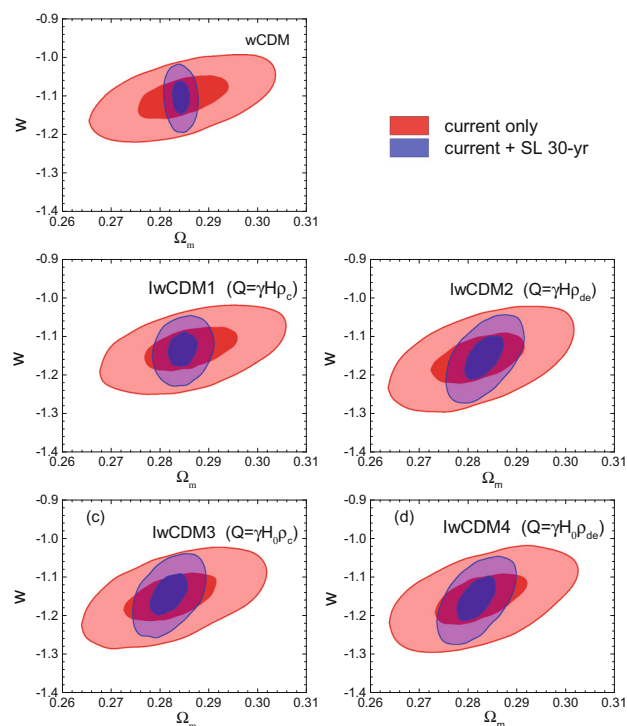 -0.9
wCDM
-1.0
-1.1
w
-1.2
-1.3
-1.4
0.26 0.27 0.28 0.29 0.30 0.31
Ωm
current only
current + SL 30-yr
-0.9
IwCDM1 (Q=γHρc)
-1.0
-1.1
w
-1.2
-1.3
-1.4
0.26 0.27 0.28 0.29 0.30 0.31
Ωm
-0.9
IwCDM2 (Q=γHρde)
-1.0
-1.1
w
-1.2
-1.3
-1.4
0.26 0.27 0.28 0.29 0.30 0.31
Ωm
-0.9
(c)
IwCDM3 (Q=γH0ρc)
-1.0
-1.1
w
-1.2
-1.3
-1.4
0.26 0.27 0.28 0.29 0.30 0.31
Ωm
-0.9
(d)
IwCDM4 (Q=γH0ρde)
-1.0
-1.1
w
-1.2
-1.3
-1.4
0.26 0.27 0.28 0.29 0.30 0.31
Ωm